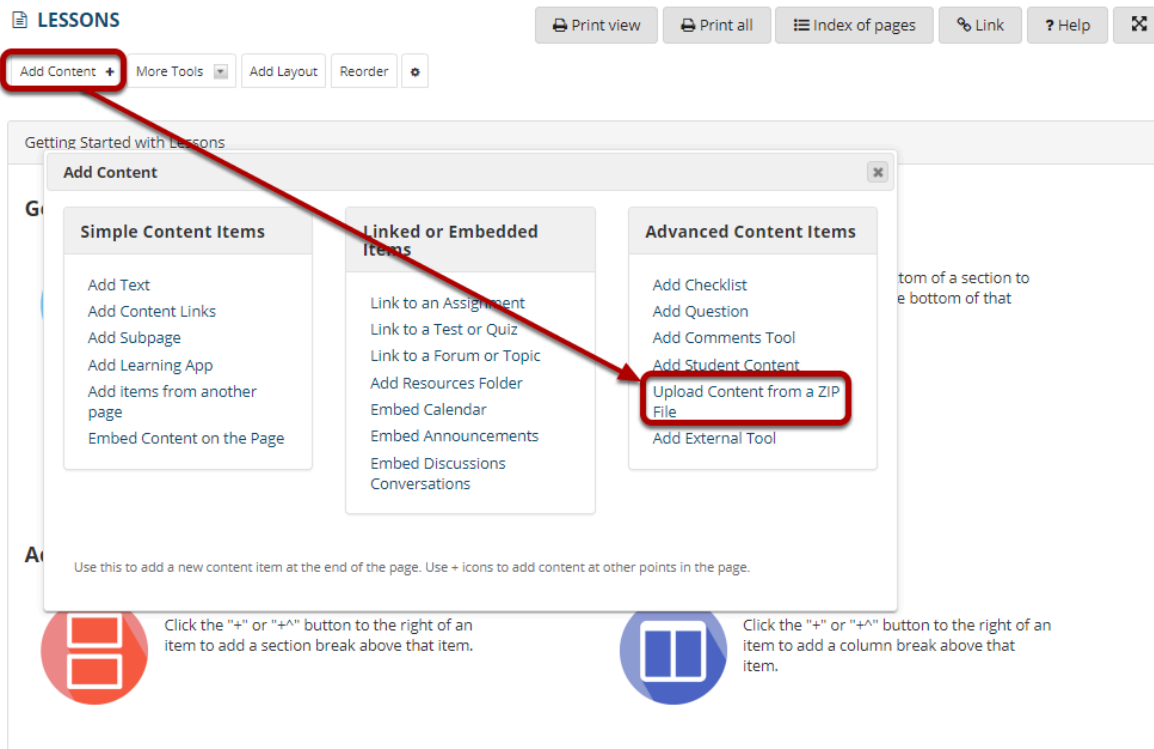 LESSONS
Print view
Print all
Index of pages
Link
? Help
Add Content +
More Tools
Add Layout
Reorder
Getting Started with Lessons
Add Content
Simple Content Items
Add Text
Add Content Links
Add Subpage
Add Learning App
Add items from another
page
Embed Content on the Page
Linked or Embedded
Items
Link to an Assignment
Link to a Test or Quiz
Link to a Forum or Topic
Add Resources Folder
Embed Calendar
Embed Announcements
Embed Discussions
Conversations
Advanced Content Items
Add Checklist
Add Question
Add Comments Tool
Add Student Content
Upload Content from a ZIP
File
Add External Tool
of a section to
bottom of that
Use this to add a new content item at the end of the page. Use + icons to add content at other points in the page.
Click the "+" or "+^" button to the right of an
item to add a section break above that item.
Click the "+" or "+^" button to the right of an
item to add a column break above that
item.